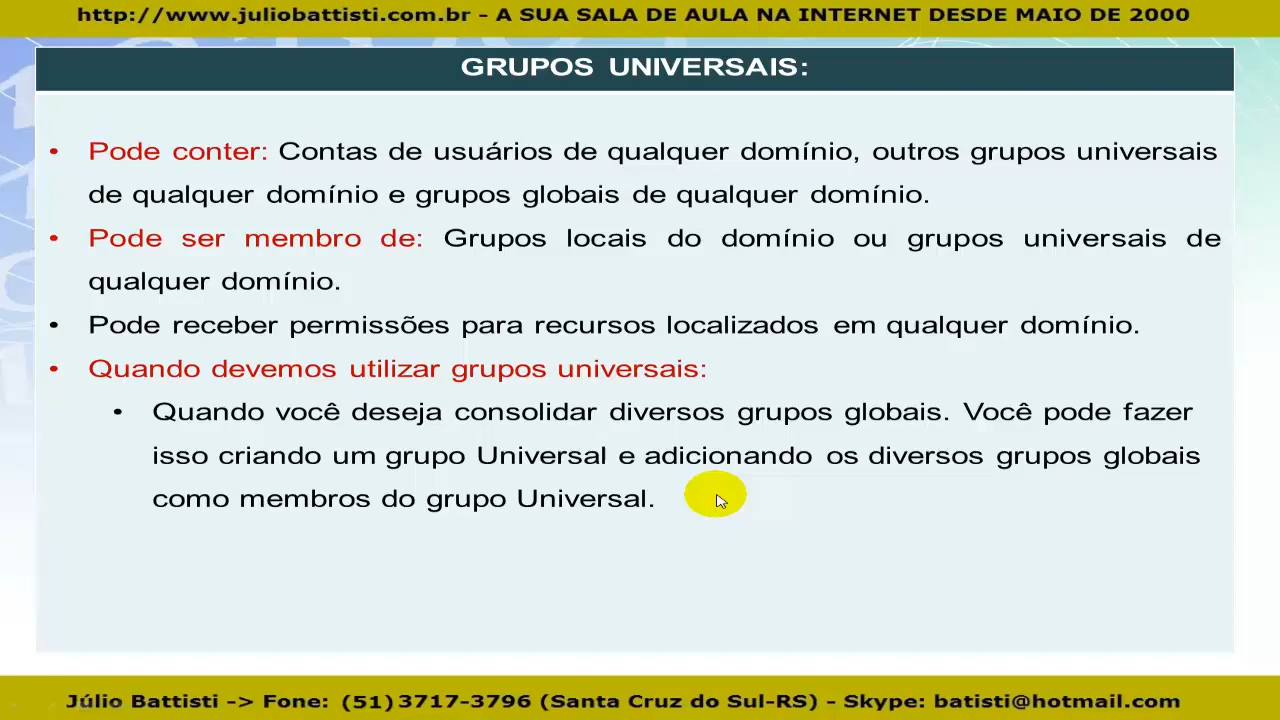 http://www.juliobattisti.com.br - A SUA SALA DE AULA NA INTERNET DESDE MAIO DE 2000
GRUPOS UNIVERSAIS:
• Pode conter: Contas de usuários de qualquer domínio, outros grupos universais
de qualquer domínio e grupos globais de qualquer domínio.
• Pode ser membro de: Grupos locais do domínio ou grupos universais de
qualquer domínio.
• Pode receber permissões para recursos localizados em qualquer domínio.
• Quando devemos utilizar grupos universais:
• Quando você deseja consolidar diversos grupos globais. Você pode fazer
isso criando um grupo Universal e adicionando os diversos grupos globais
como membros do grupo Universal.
Júlio Battisti -> Fone: (51) 3717-3796 (Santa Cruz do Sul-RS) - Skype: batisti@hotmail.com